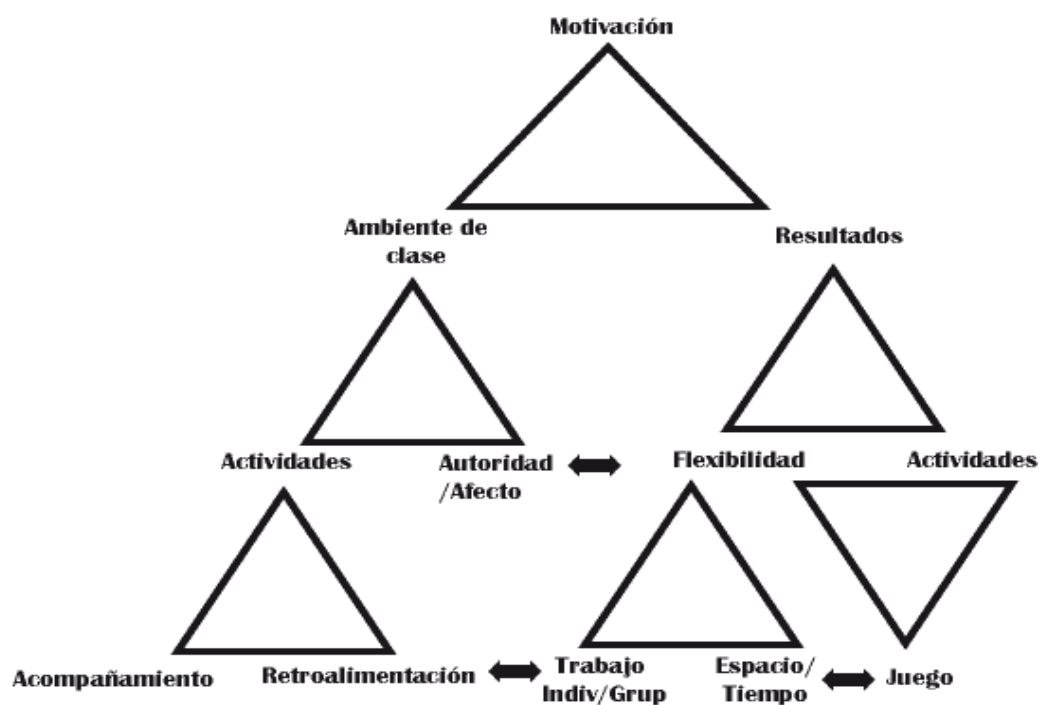 Motivación
Ambiente de
clase
Resultados
Actividades
Autoridad
/Afecto
Flexibilidad
Actividades
Acompañamiento
Retroalimentación
Trabajo
Indiv/Grup
Espacio/
Tiempo
Juego